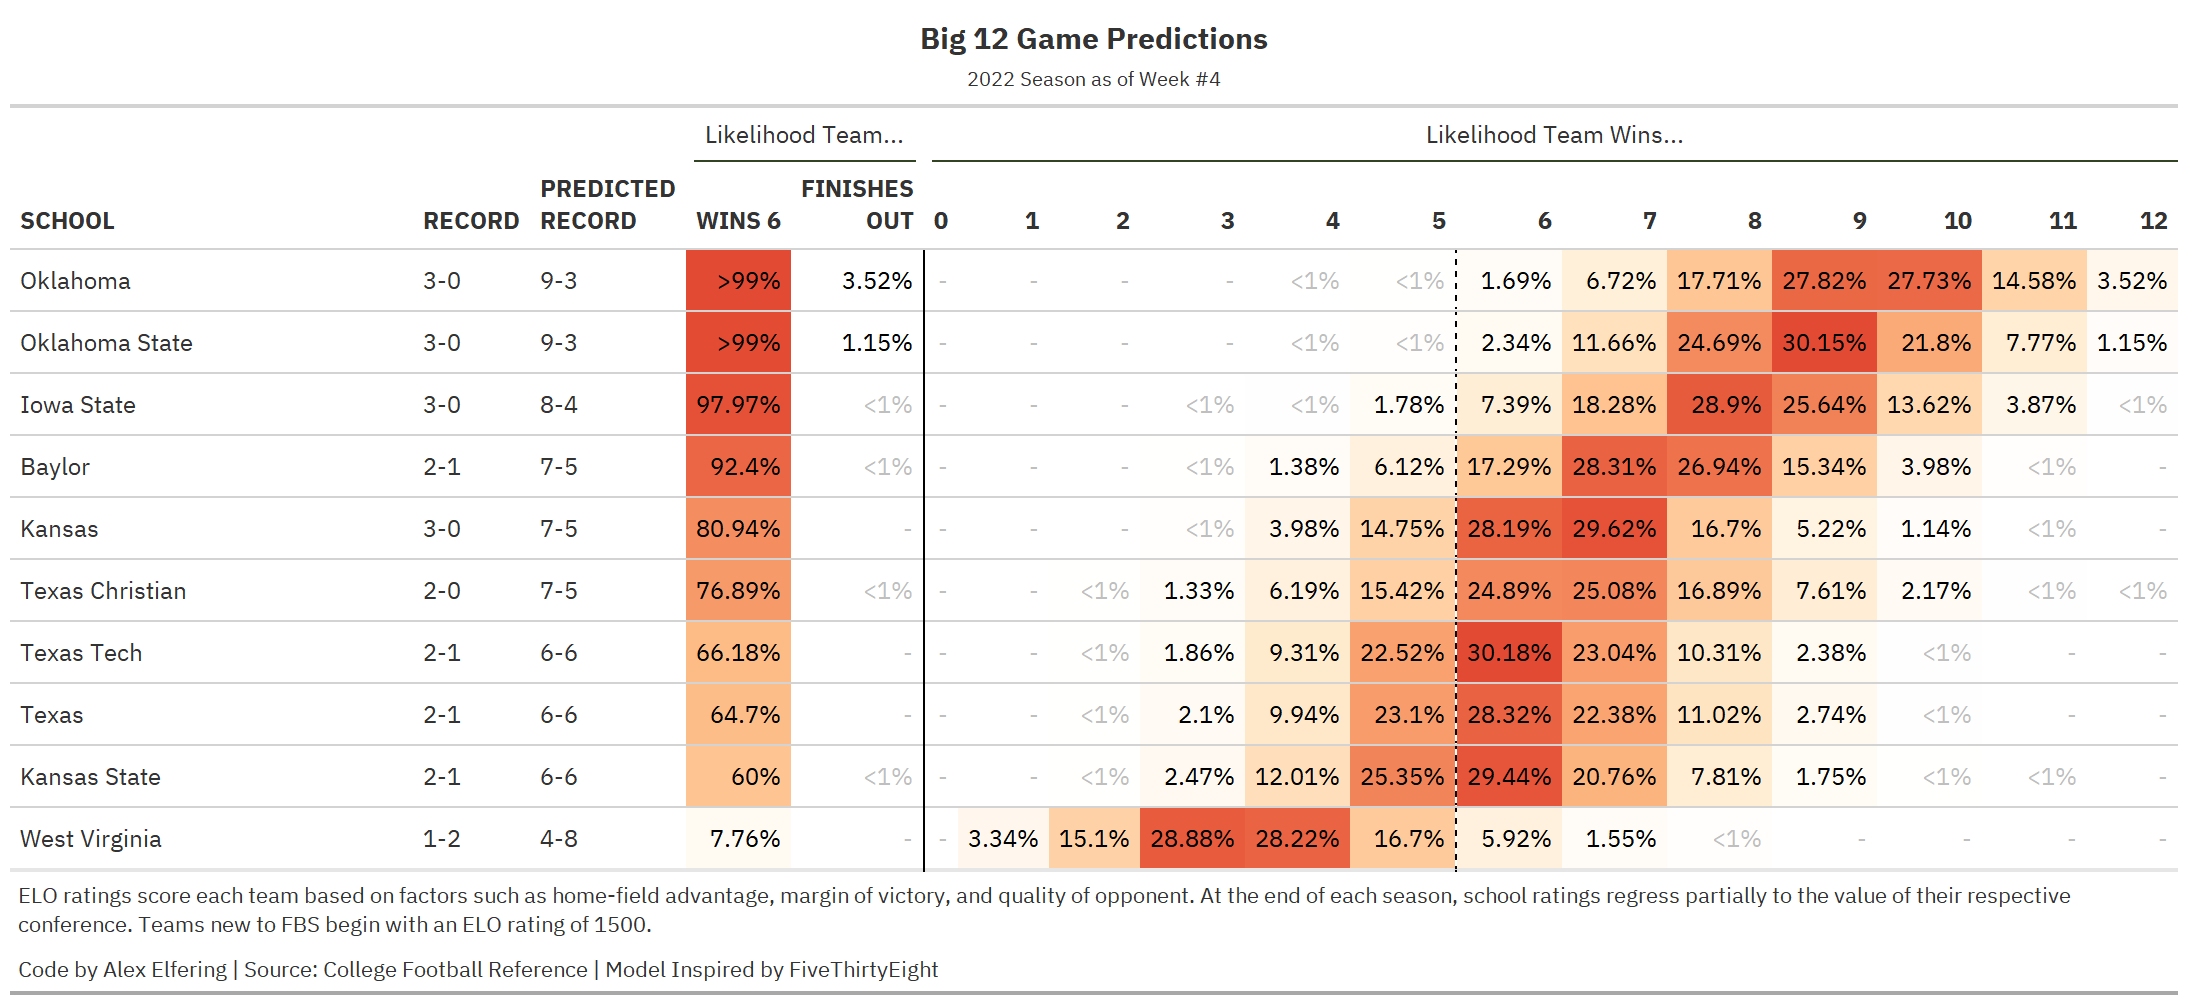 Big 12 Game Predictions
2022 Season as of Week #4
Likelihood Team... Likelihood Team Wins...
SCHOOL RECORD PREDICTED RECORD WINS 6 FINISHES OUT 0 1 2 3 4 5 6 7 8 9 10 11 12
Oklahoma 3-0 9-3 >99% 3.52% - - - - <1% <1% 1.69% 6.72% 17.71% 27.82% 27.73% 14.58% 3.52%
Oklahoma State 3-0 9-3 >99% 1.15% - - - - <1% <1% 2.34% 11.66% 24.69% 30.15% 21.8% 7.77% 1.15%
Iowa State 3-0 8-4 97.97% <1% - - - <1% <1% 1.78% 7.39% 18.28% 28.9% 25.64% 13.62% 3.87% <1%
Baylor 2-1 7-5 92.4% <1% - - - <1% 1.38% 6.12% 17.29% 28.31% 26.94% 15.34% 3.98% <1% -
Kansas 3-0 7-5 80.94% - - - - <1% 3.98% 14.75% 28.19% 29.62% 16.7% 5.22% 1.14% <1% -
Texas Christian 2-0 7-5 76.89% <1% - - <1% 1.33% 6.19% 15.42% 24.89% 25.08% 16.89% 7.61% 2.17% <1% <1%
Texas Tech 2-1 6-6 66.18% - - - <1% 1.86% 9.31% 22.52% 30.18% 23.04% 10.31% 2.38% <1% - -
Texas 2-1 6-6 64.7% - - - <1% 2.1% 9.94% 23.1% 28.32% 22.38% 11.02% 2.74% <1% - -
Kansas State 2-1 6-6 60% <1% - - <1% 2.47% 12.01% 25.35% 29.44% 20.76% 7.81% 1.75% <1% <1% -
West Virginia 1-2 4-8 7.76% - - 3.34% 15.1% 28.88% 28.22% 16.7% 5.92% 1.55% <1% - - - -
ELO ratings score each team based on factors such as home-field advantage, margin of victory, and quality of opponent. At the end of each season, school ratings regress partially to the value of their respective
conference. Teams new to FBS begin with an ELO rating of 1500.
Code by Alex Elfering | Source: College Football Reference | Model Inspired by FiveThirtyEight